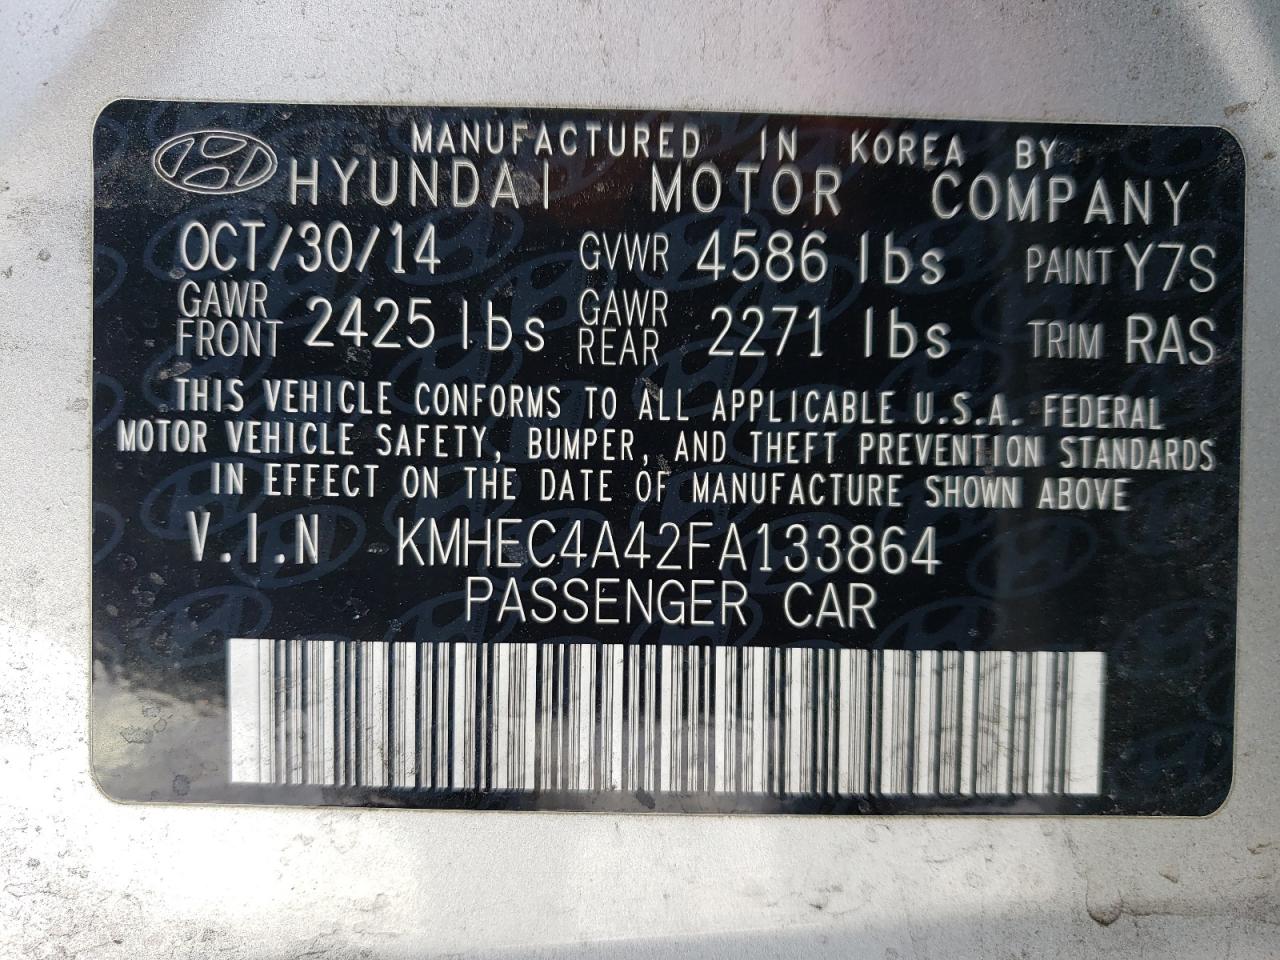 MANUFACTURED IN KOREA BY
HYUNDAI MOTOR COMPANY
OCT/30/14 GVWR 4586 lbs PAINT Y7S
GAWR FRONT 2425 lbs GAWR REAR 2271 lbs TRIM RAS
THIS VEHICLE CONFORMS TO ALL APPLICABLE U.S.A. FEDERAL
MOTOR VEHICLE SAFETY, BUMPER, AND THEFT PREVENTION STANDARDS
IN EFFECT ON THE DATE OF MANUFACTURE SHOWN ABOVE
V.I.N KMHEC4A42FA133864
PASSENGER CAR